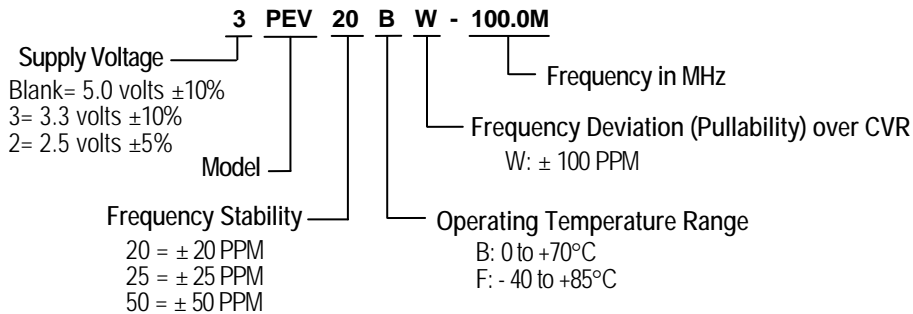 3 PEV 20 B W - 100.0M
Supply Voltage
Blank= 5.0 volts ±10%
3= 3.3 volts ±10%
2= 2.5 volts ±5%
Frequency in MHz
Frequency Deviation (Pullability) over CVR
W: ± 100 PPM
Model
Frequency Stability
20 = ± 20 PPM
25 = ± 25 PPM
50 = ± 50 PPM
Operating Temperature Range
B: 0 to +70°C
F: - 40 to +85°C